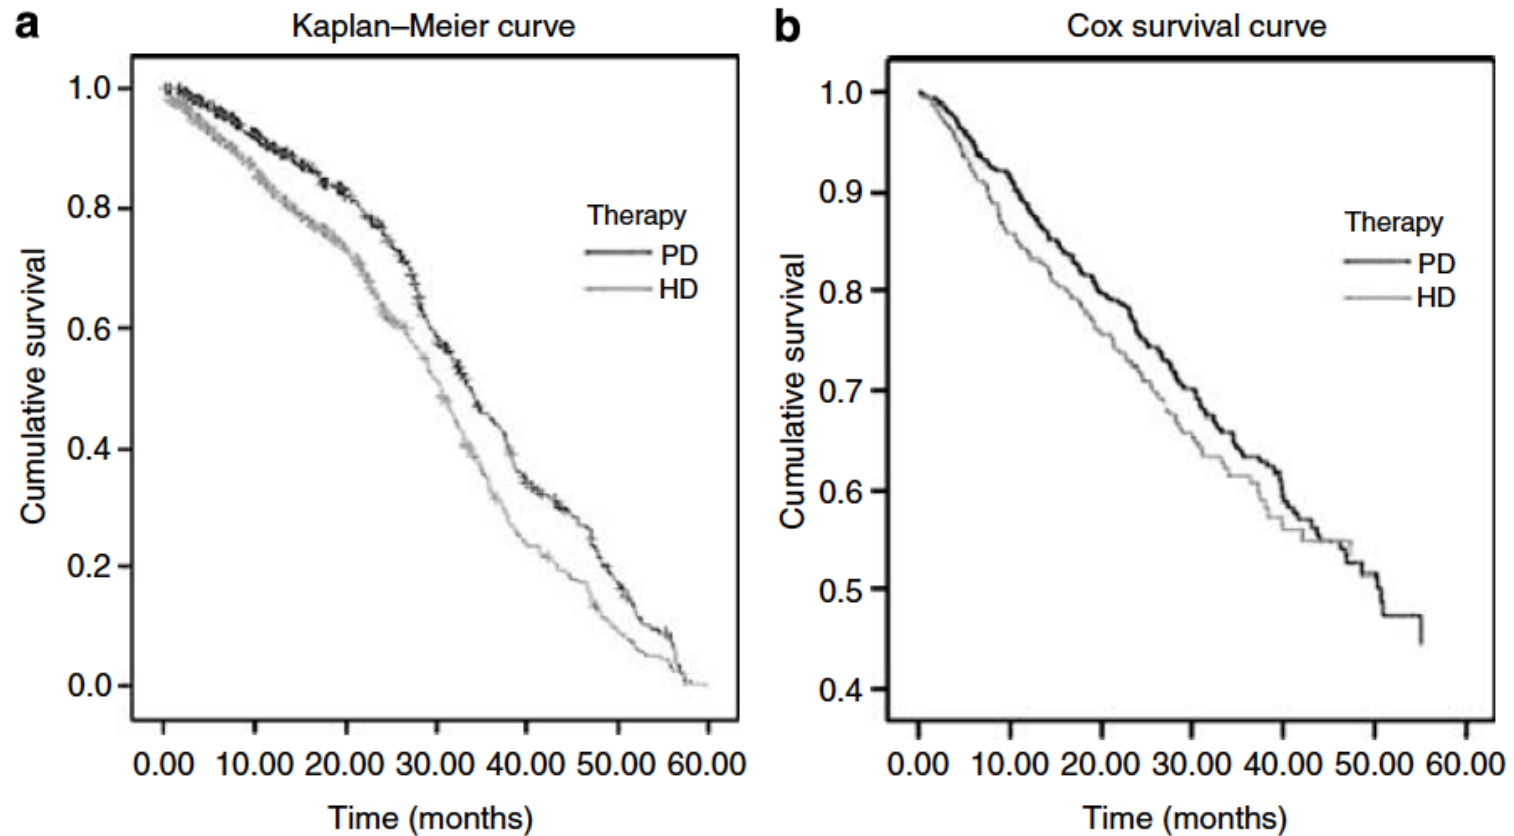 a
Kaplan–Meier curve
Cumulative survival
1.0
0.8
0.6
0.4
0.2
0.0
Therapy
PD
HD
0.00 10.00 20.00 30.00 40.00 50.00 60.00
Time (months)
b
Cox survival curve
Cumulative survival
1.0
0.9
0.8
0.7
0.6
0.5
0.4
Therapy
PD
HD
0.00 10.00 20.00 30.00 40.00 50.00 60.00
Time (months)